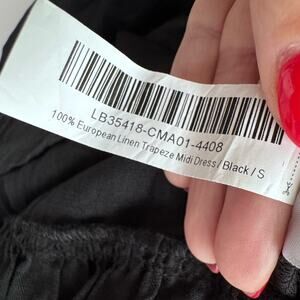 LB35418-CMA01-4408
100% European Linen Trapeze Midi Dress / Black / S